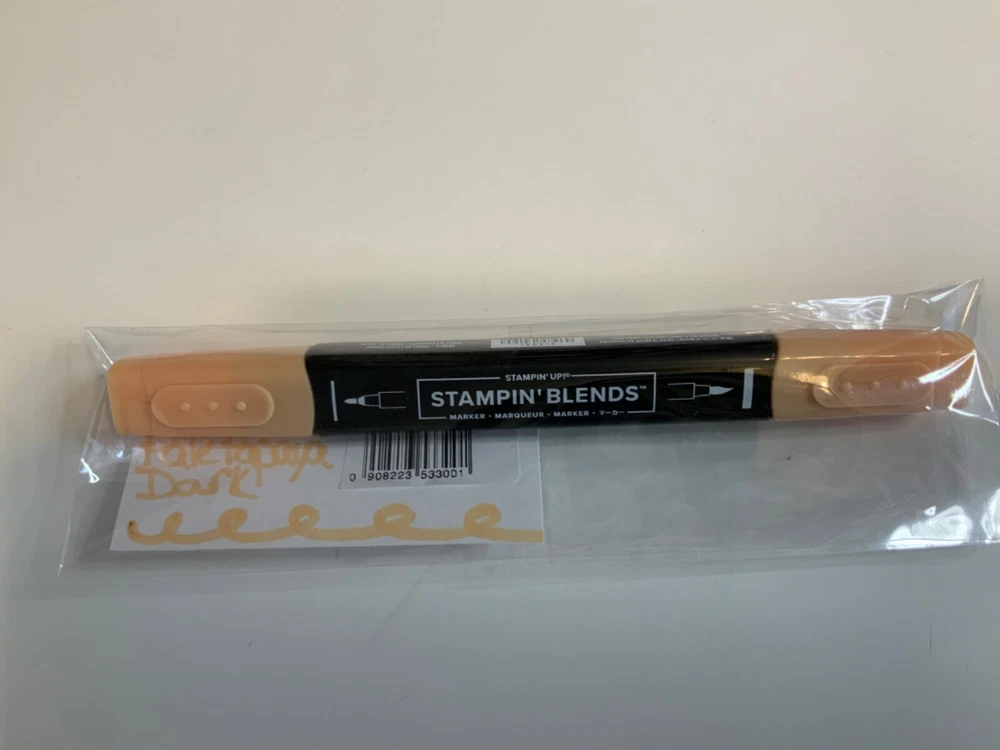 STAMPIN' UP!®
STAMPIN' BLENDS™
MARKER • MARQUEUR • MARKER • マーカー
Pale Papaya
Dark
0 908223 533001